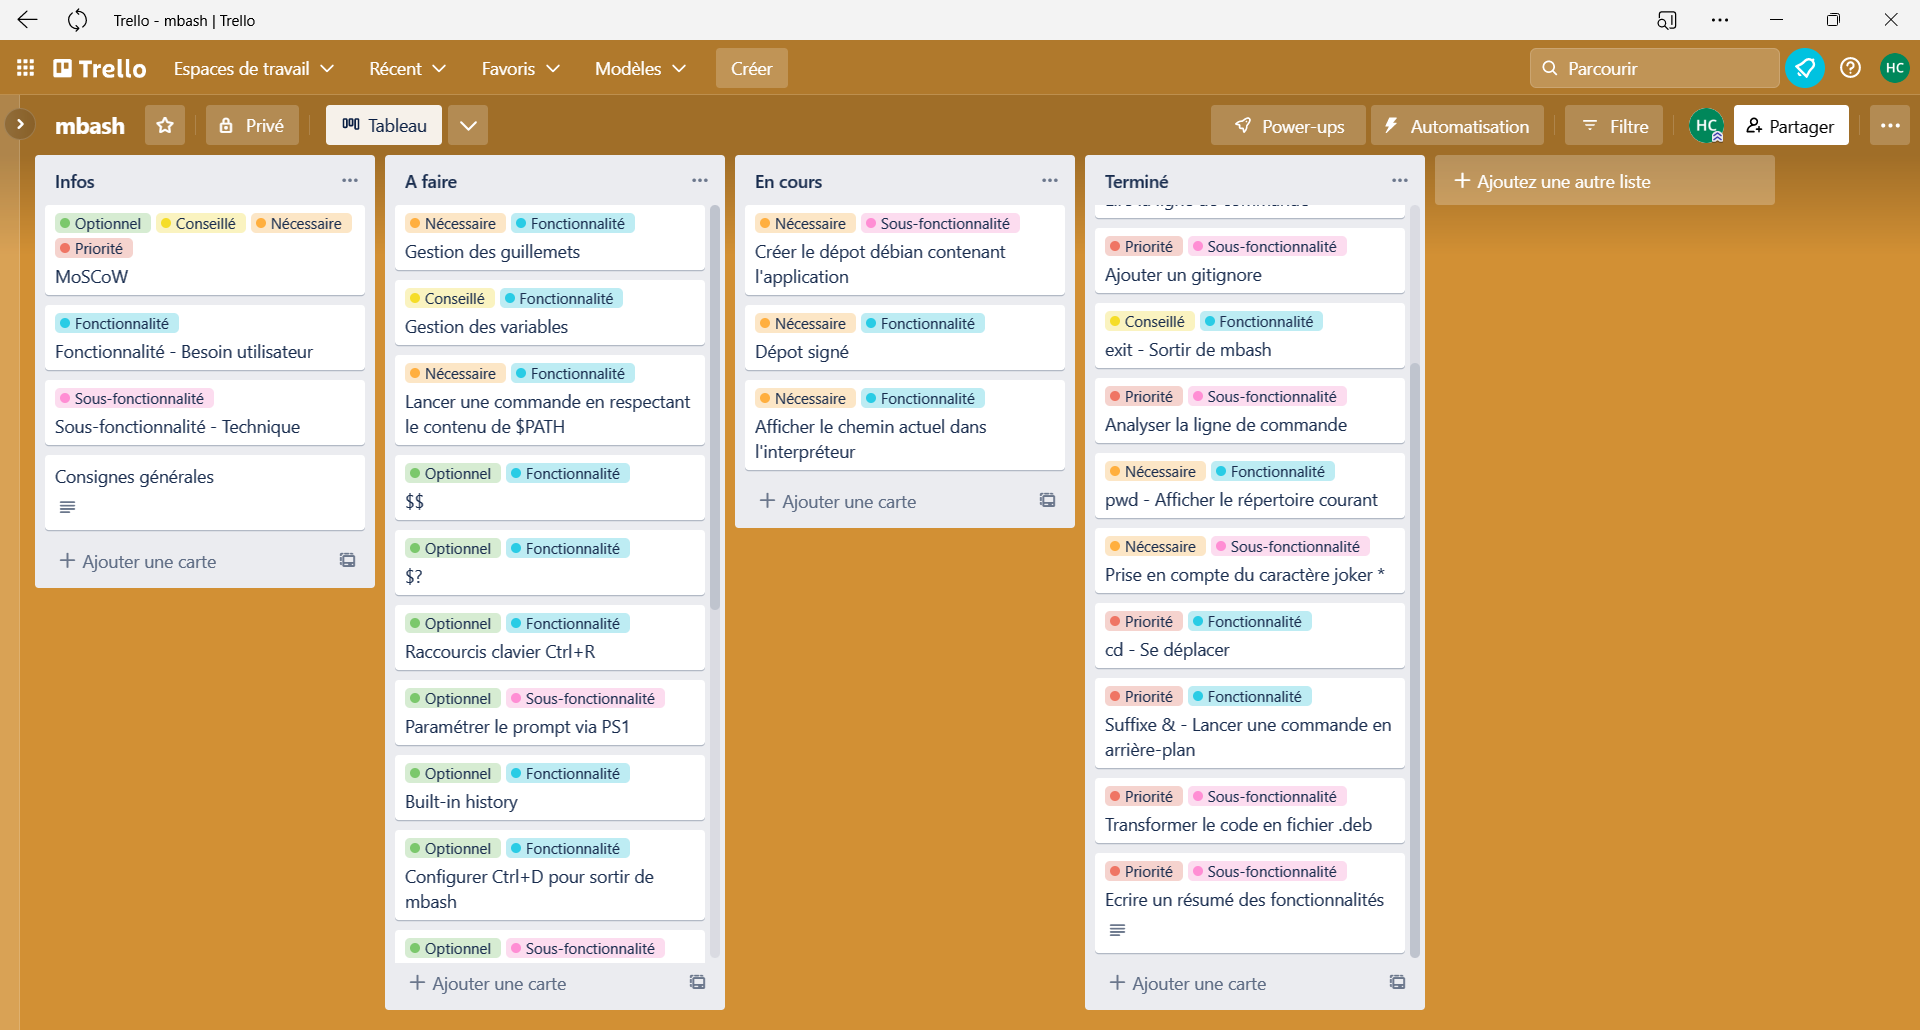 Trello - mbash | Trello
Trello
Espaces de travail
Récent
Favoris
Modèles
Créer
Parcourir
HC
mbash
Privé
Tableau
Power-ups
Automatisation
Filtre
HC
Partager
Infos
Optionnel Conseillé Nécessaire
Priorité
MoSCoW
Fonctionnalité
Fonctionnalité - Besoin utilisateur
Sous-fonctionnalité
Sous-fonctionnalité - Technique
Consignes générales
Ajouter une carte
A faire
Nécessaire Fonctionnalité
Gestion des guillemets
Conseillé Fonctionnalité
Gestion des variables
Nécessaire Fonctionnalité
Lancer une commande en respectant
le contenu de $PATH
Optionnel Fonctionnalité
$$
Optionnel Fonctionnalité
$?
Optionnel Fonctionnalité
Raccourcis clavier Ctrl+R
Optionnel Sous-fonctionnalité
Paramétrer le prompt via PS1
Optionnel Fonctionnalité
Built-in history
Optionnel Fonctionnalité
Configurer Ctrl+D pour sortir de
mbash
Optionnel Sous-fonctionnalité
Ajouter une carte
En cours
Nécessaire Sous-fonctionnalité
Créer le dépot débian contenant
l'application
Nécessaire Fonctionnalité
Dépot signé
Nécessaire Fonctionnalité
Afficher le chemin actuel dans
l'interpréteur
Ajouter une carte
Terminé
Priorité Sous-fonctionnalité
Ajouter un gitignore
Conseillé Fonctionnalité
exit - Sortir de mbash
Priorité Sous-fonctionnalité
Analyser la ligne de commande
Nécessaire Fonctionnalité
pwd - Afficher le répertoire courant
Nécessaire Sous-fonctionnalité
Prise en compte du caractère joker *
Priorité Fonctionnalité
cd - Se déplacer
Priorité Fonctionnalité
Suffixe & - Lancer une commande en
arrière-plan
Priorité Sous-fonctionnalité
Transformer le code en fichier .deb
Priorité Sous-fonctionnalité
Ecrire un résumé des fonctionnalités
Ajouter une carte
Ajoutez une autre liste